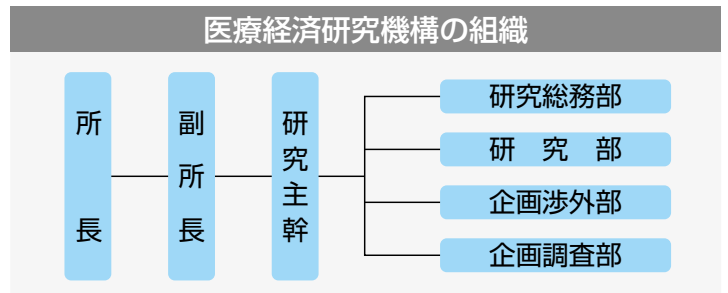 医療経済研究機構の組織
所長
副所長
研究主幹
研究総務部
研究部
企画渉外部
企画調査部